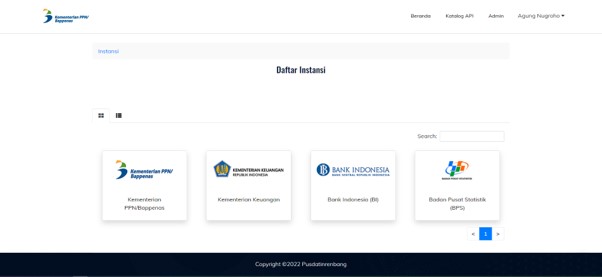 Kementerian PPN/
Bappenas
Beranda Katalog API Admin Agung Nugroho
Instansi
Daftar Instansi
Search:
Kementerian PPN/
Bappenas
KEMENTERIAN KEUANGAN
REPUBLIK INDONESIA
BANK INDONESIA
BANK SENTRAL REPUBLIK INDONESIA
BADAN PUSAT STATISTIK
Kementerian
PPN/Bappenas
Kementerian Keuangan
Bank Indonesia (BI)
Badan Pusat Statistik
(BPS)
< 1 >
Copyright ©2022 Pusdatinrenbang